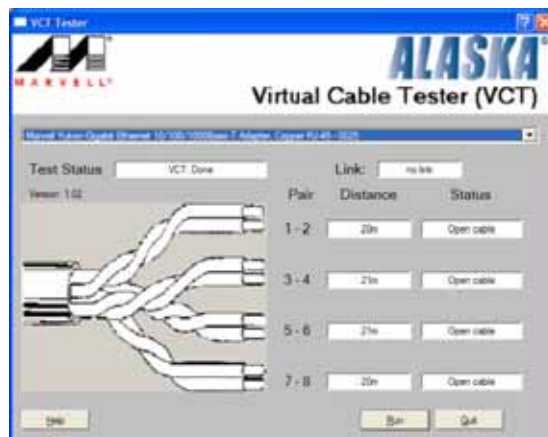 VCT Tester
MARVELL®
ALASKA®
Virtual Cable Tester (VCT)
Marvell Yukon Gigabit Ethernet 10/100/1000Base-T Adapter, Copper RJ-45
Test Status VCT: Done Link: no link
Version: 1.02
Pair Distance Status
1 - 2 20m Open cable
3 - 4 21m Open cable
5 - 6 21m Open cable
7 - 8 20m Open cable
Help Run Quit